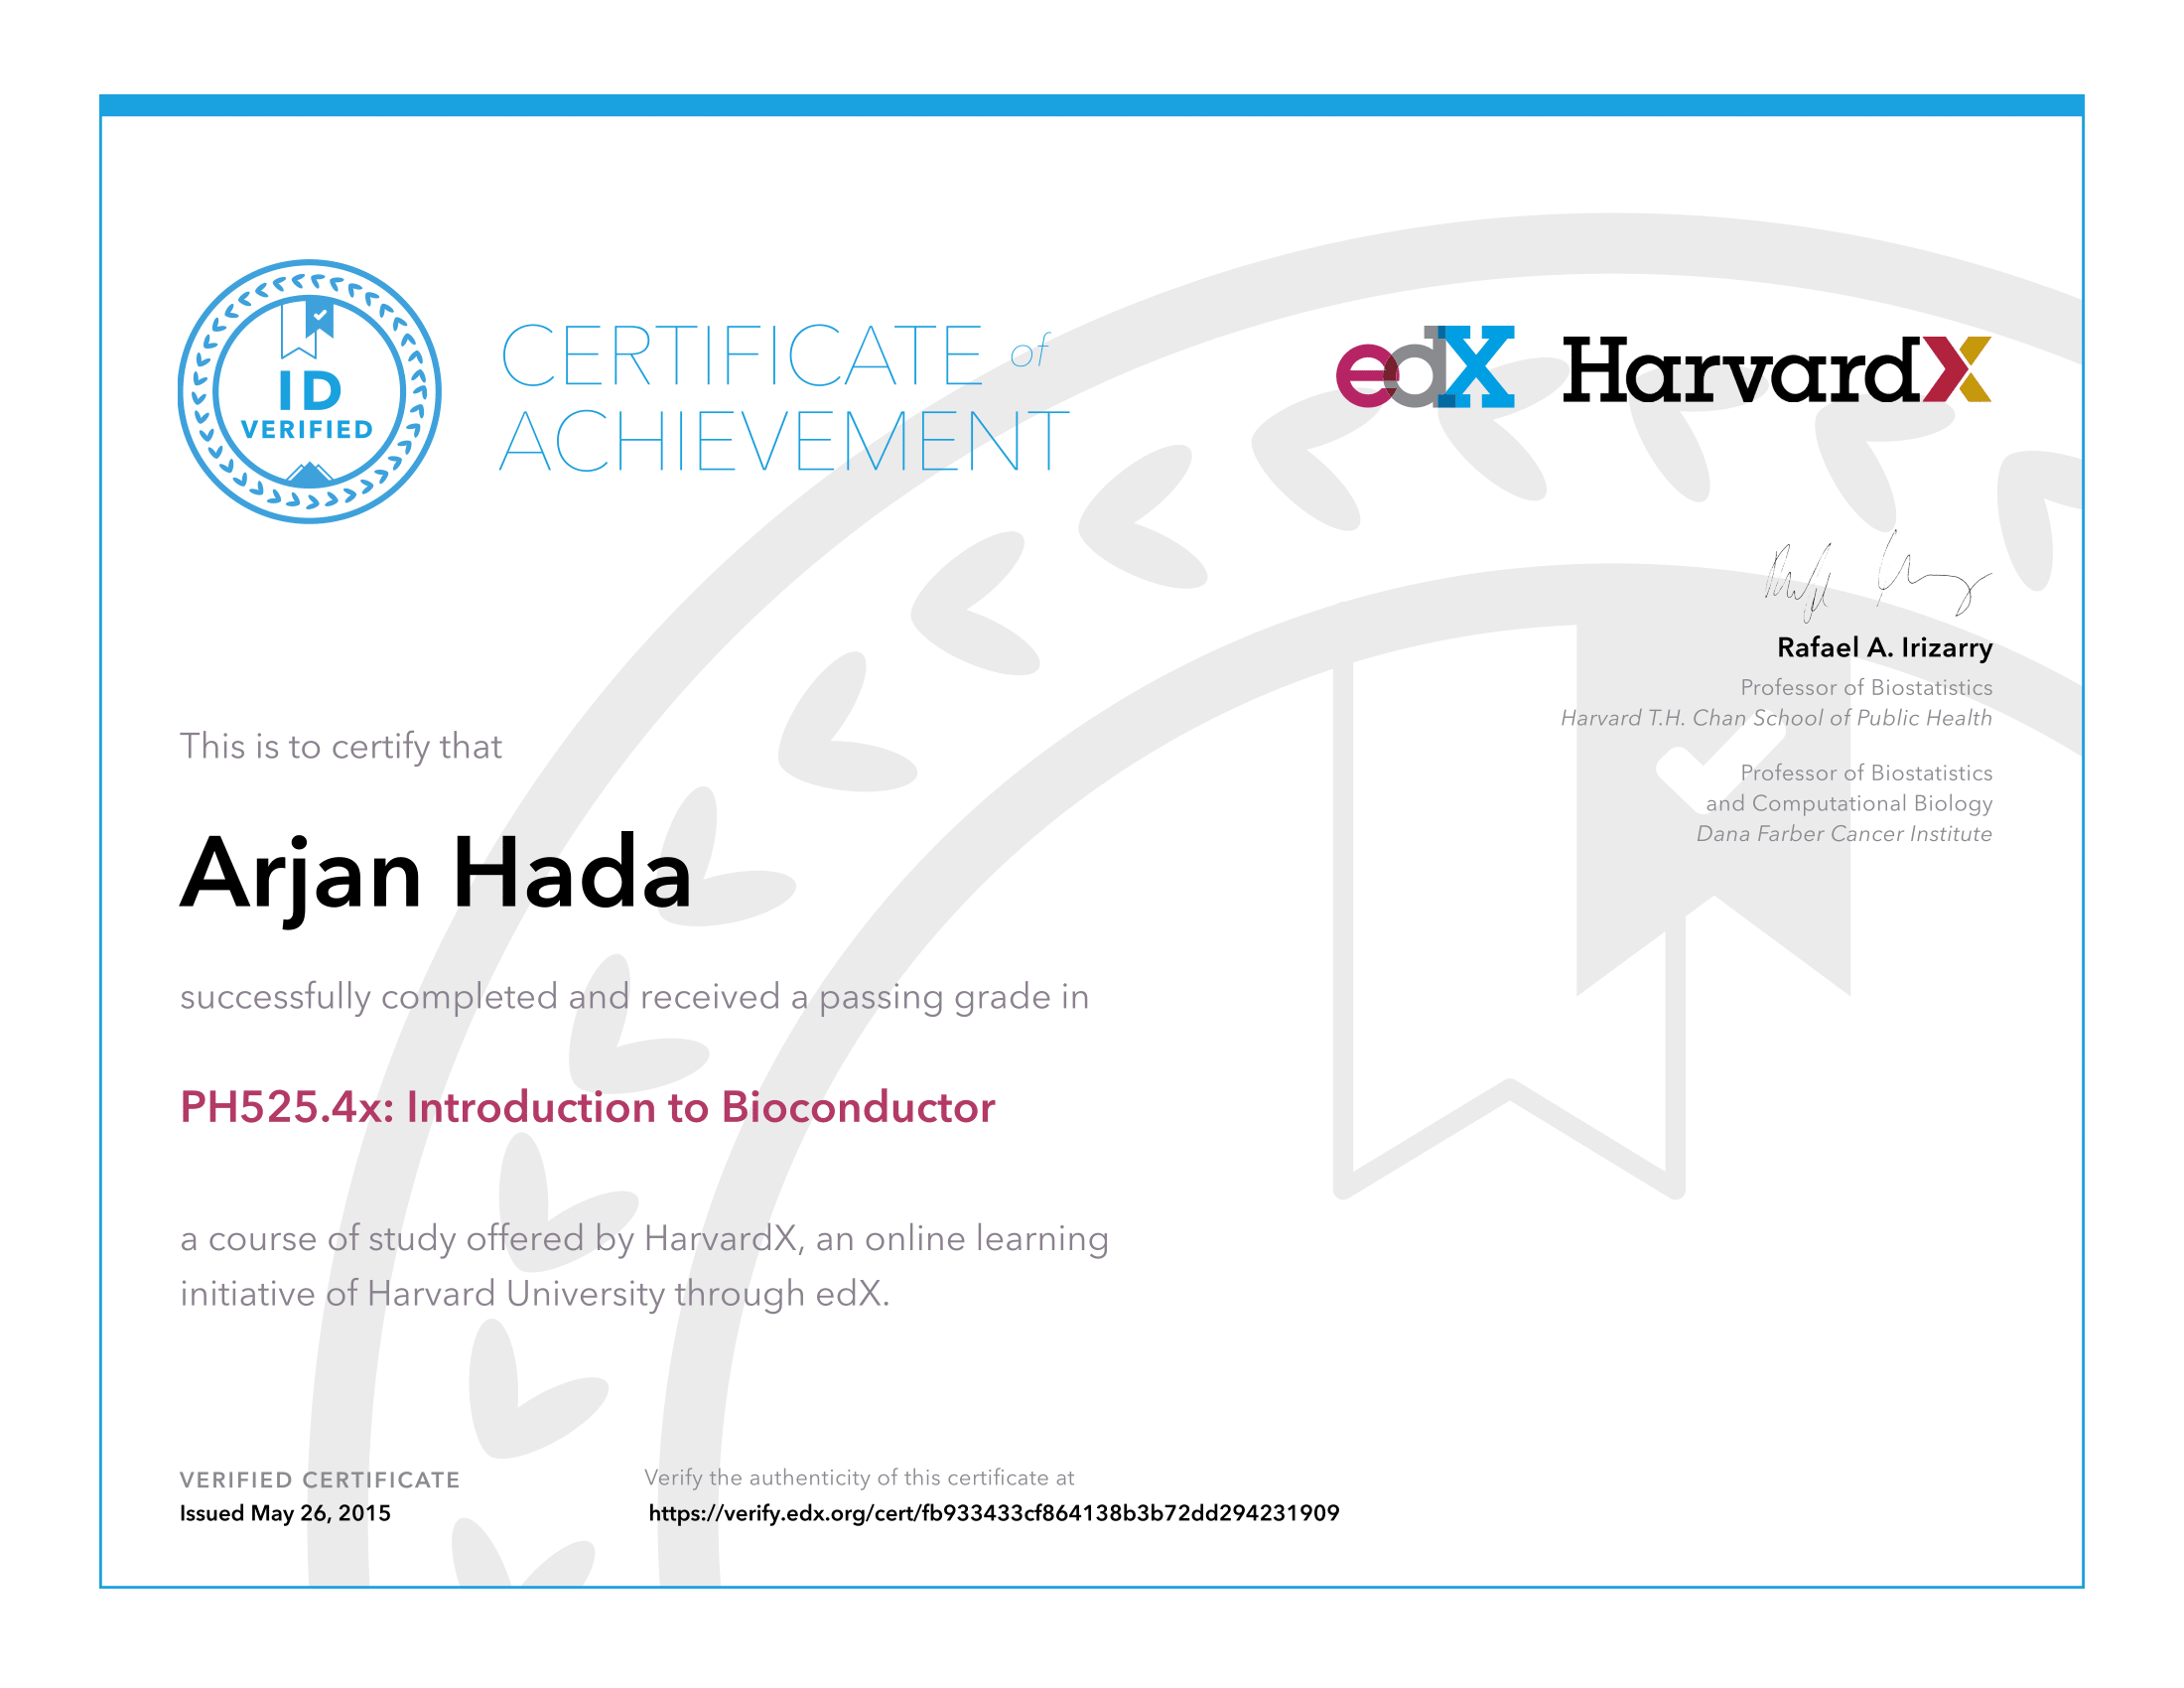 ID
VERIFIED
CERTIFICATE of
ACHIEVEMENT
edX HarvardX
Rafael A. Irizarry
Professor of Biostatistics
Harvard T.H. Chan School of Public Health
Professor of Biostatistics
and Computational Biology
Dana Farber Cancer Institute
This is to certify that
Arjan Hada
successfully completed and received a passing grade in
PH525.4x: Introduction to Bioconductor
a course of study offered by HarvardX, an online learning
initiative of Harvard University through edX.
VERIFIED CERTIFICATE
Issued May 26, 2015
Verify the authenticity of this certificate at
https://verify.edx.org/cert/fb933433cf864138b3b72dd294231909